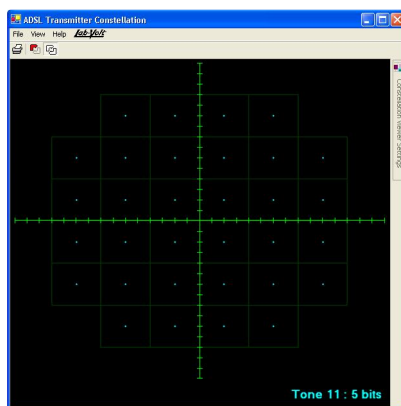 ADSL Transmitter Constellation
File View Help Lab-Volt
Constellation Viewer Settings
Tone 11 : 5 bits